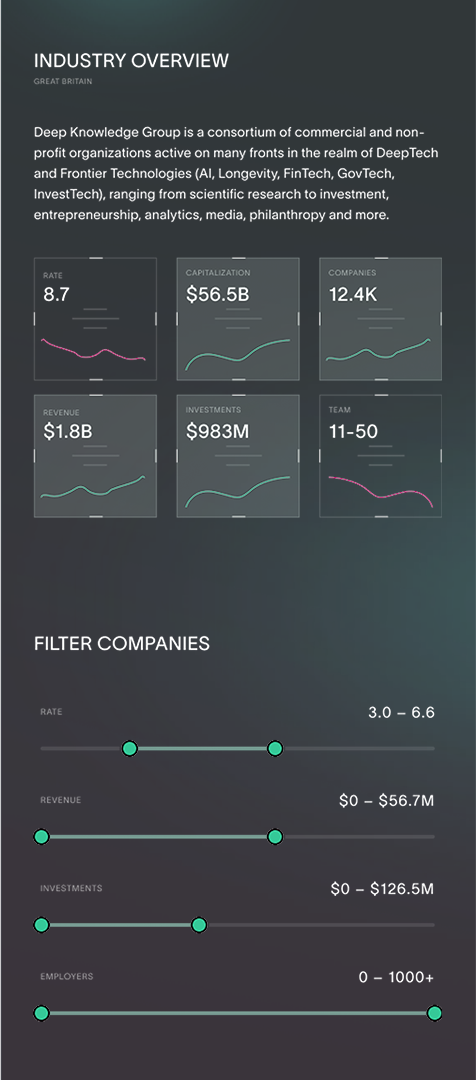 INDUSTRY OVERVIEW
GREAT BRITAIN
Deep Knowledge Group is a consortium of commercial and non-
profit organizations active on many fronts in the realm of DeepTech
and Frontier Technologies (AI, Longevity, FinTech, GovTech,
InvestTech), ranging from scientific research to investment,
entrepreneurship, analytics, media, philanthropy and more.
RATE
8.7
CAPITALIZATION
$56.5B
COMPANIES
12.4K
REVENUE
$1.8B
INVESTMENTS
$983M
TEAM
11-50
FILTER COMPANIES
RATE
3.0 – 6.6
REVENUE
$0 – $56.7M
INVESTMENTS
$0 – $126.5M
EMPLOYERS
0 – 1000+